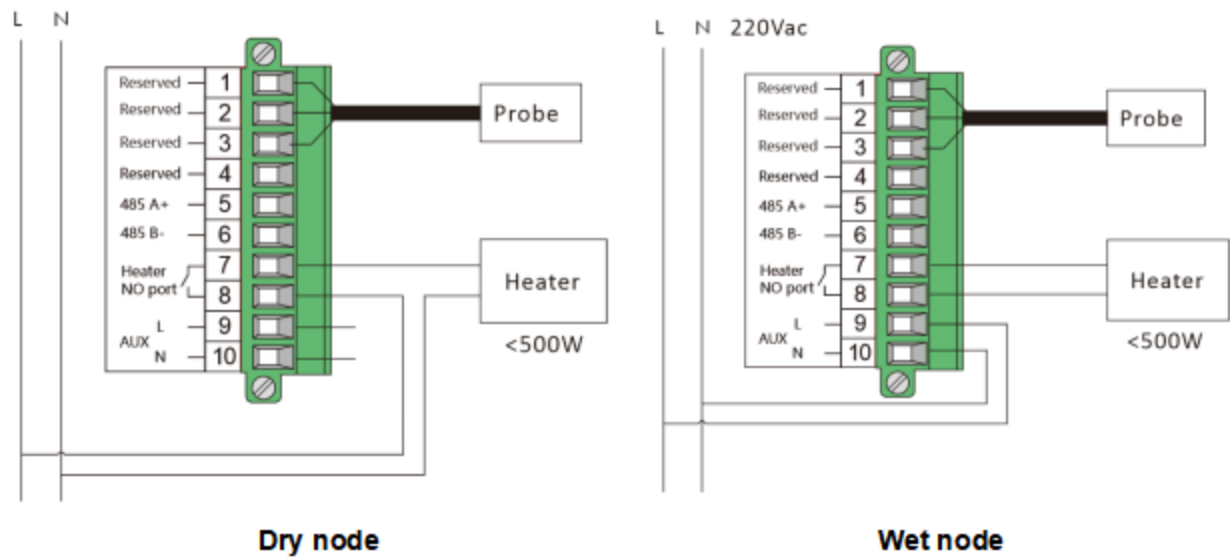 L N
Reserved 1
Reserved 2
Reserved 3
Reserved 4
485 A+ 5
485 B- 6
Heater
NO port
7
8
AUX
L 9
N 10
Probe
Heater
<500W
Dry node
L N 220Vac
Reserved 1
Reserved 2
Reserved 3
Reserved 4
485 A+ 5
485 B- 6
Heater
NO port
7
8
AUX
L 9
N 10
Probe
Heater
<500W
Wet node